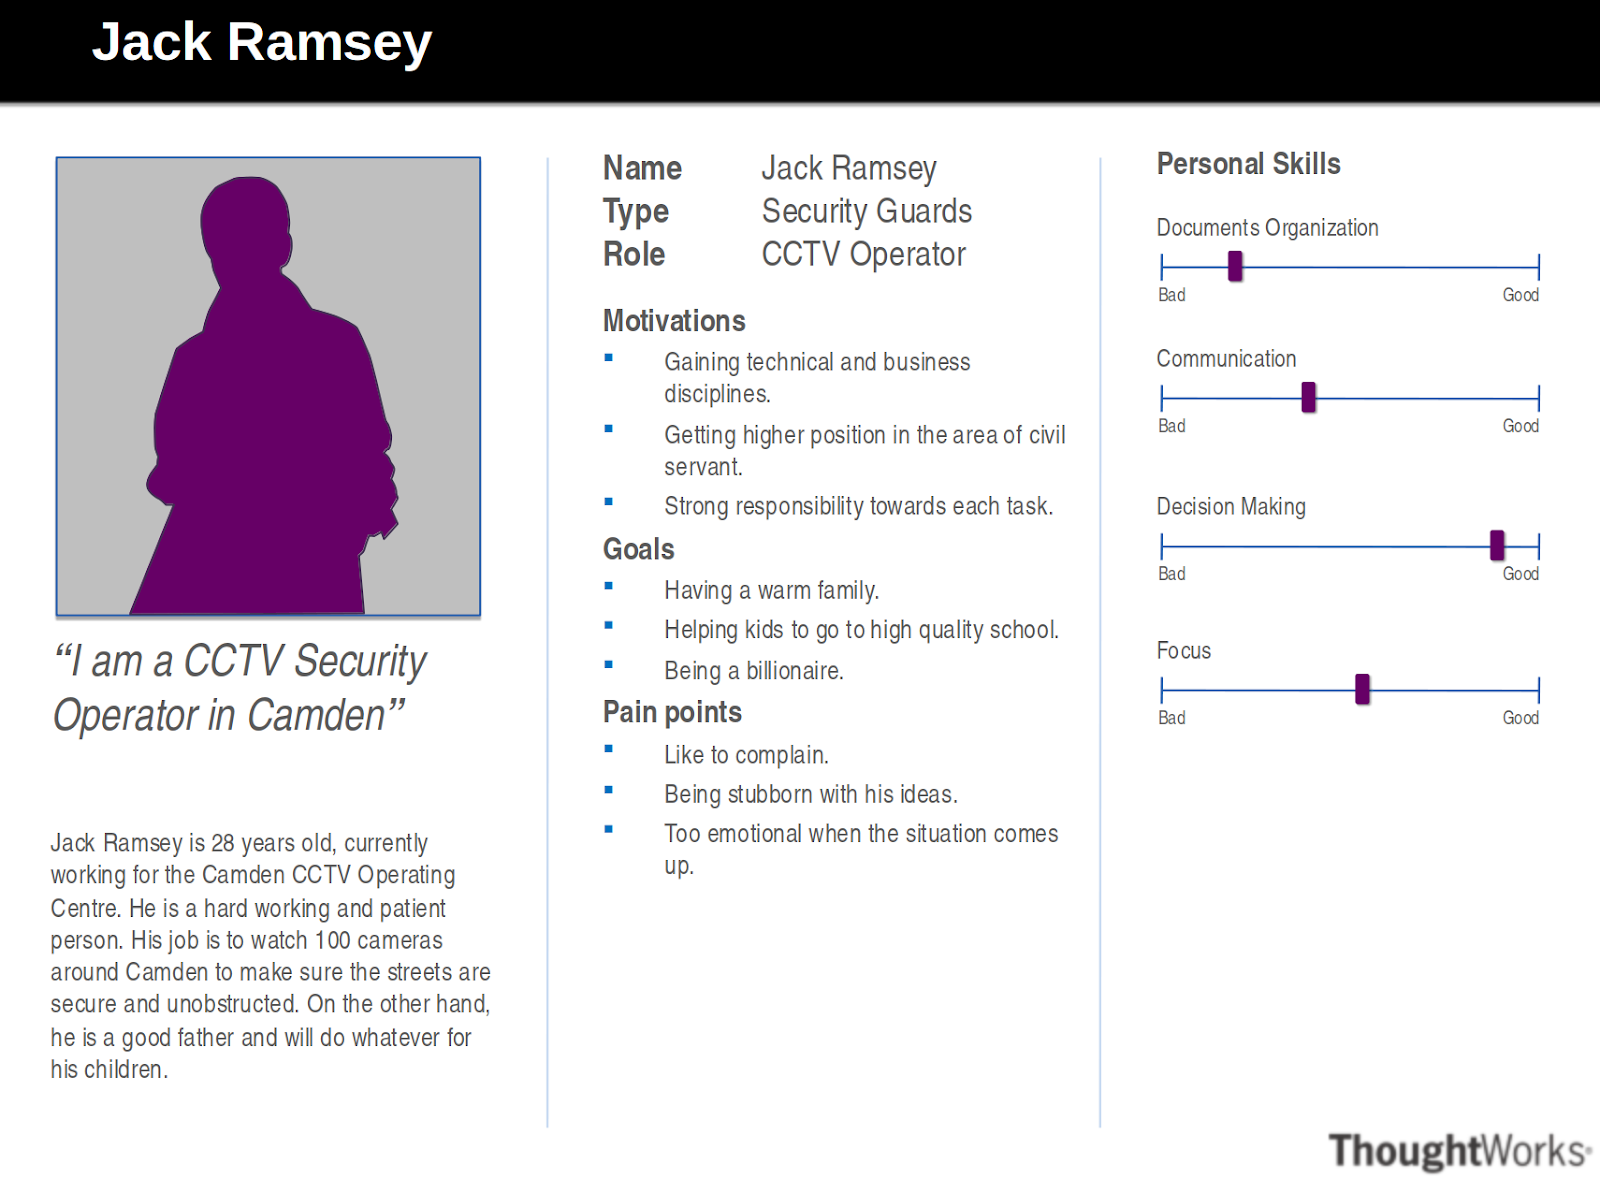 Jack Ramsey
“I am a CCTV Security
Operator in Camden”
Jack Ramsey is 28 years old, currently
working for the Camden CCTV Operating
Centre. He is a hard working and patient
person. His job is to watch 100 cameras
around Camden to make sure the streets are
secure and unobstructed. On the other hand,
he is a good father and will do whatever for
his children.
Name Jack Ramsey
Type Security Guards
Role CCTV Operator
Motivations
Gaining technical and business
disciplines.
Getting higher position in the area of civil
servant.
Strong responsibility towards each task.
Goals
Having a warm family.
Helping kids to go to high quality school.
Being a billionaire.
Pain points
Like to complain.
Being stubborn with his ideas.
Too emotional when the situation comes
up.
Personal Skills
Documents Organization
Bad Good
Communication
Bad Good
Decision Making
Bad Good
Focus
Bad Good
ThoughtWorks®